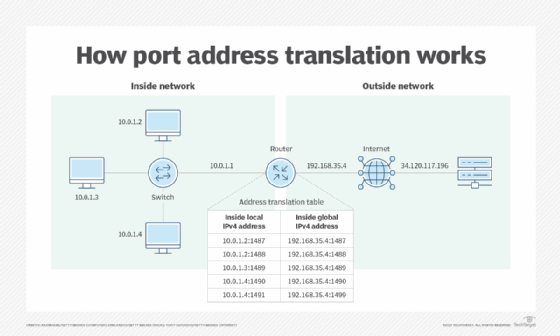 How port address translation works
Inside network
Outside network
10.0.1.2
Router
Internet
10.0.1.1
192.168.35.4
34.120.117.196
10.0.1.3
Switch
Address translation table
10.0.1.4
Inside local IPv4 address
Inside global IPv4 address
10.0.1.2:1487 192.168.35.4:1487
10.0.1.2:1488 192.168.35.4:1488
10.0.1.3:1489 192.168.35.4:1489
10.0.1.4:1490 192.168.35.4:1490
10.0.1.4:1491 192.168.35.4:1499
TechTarget